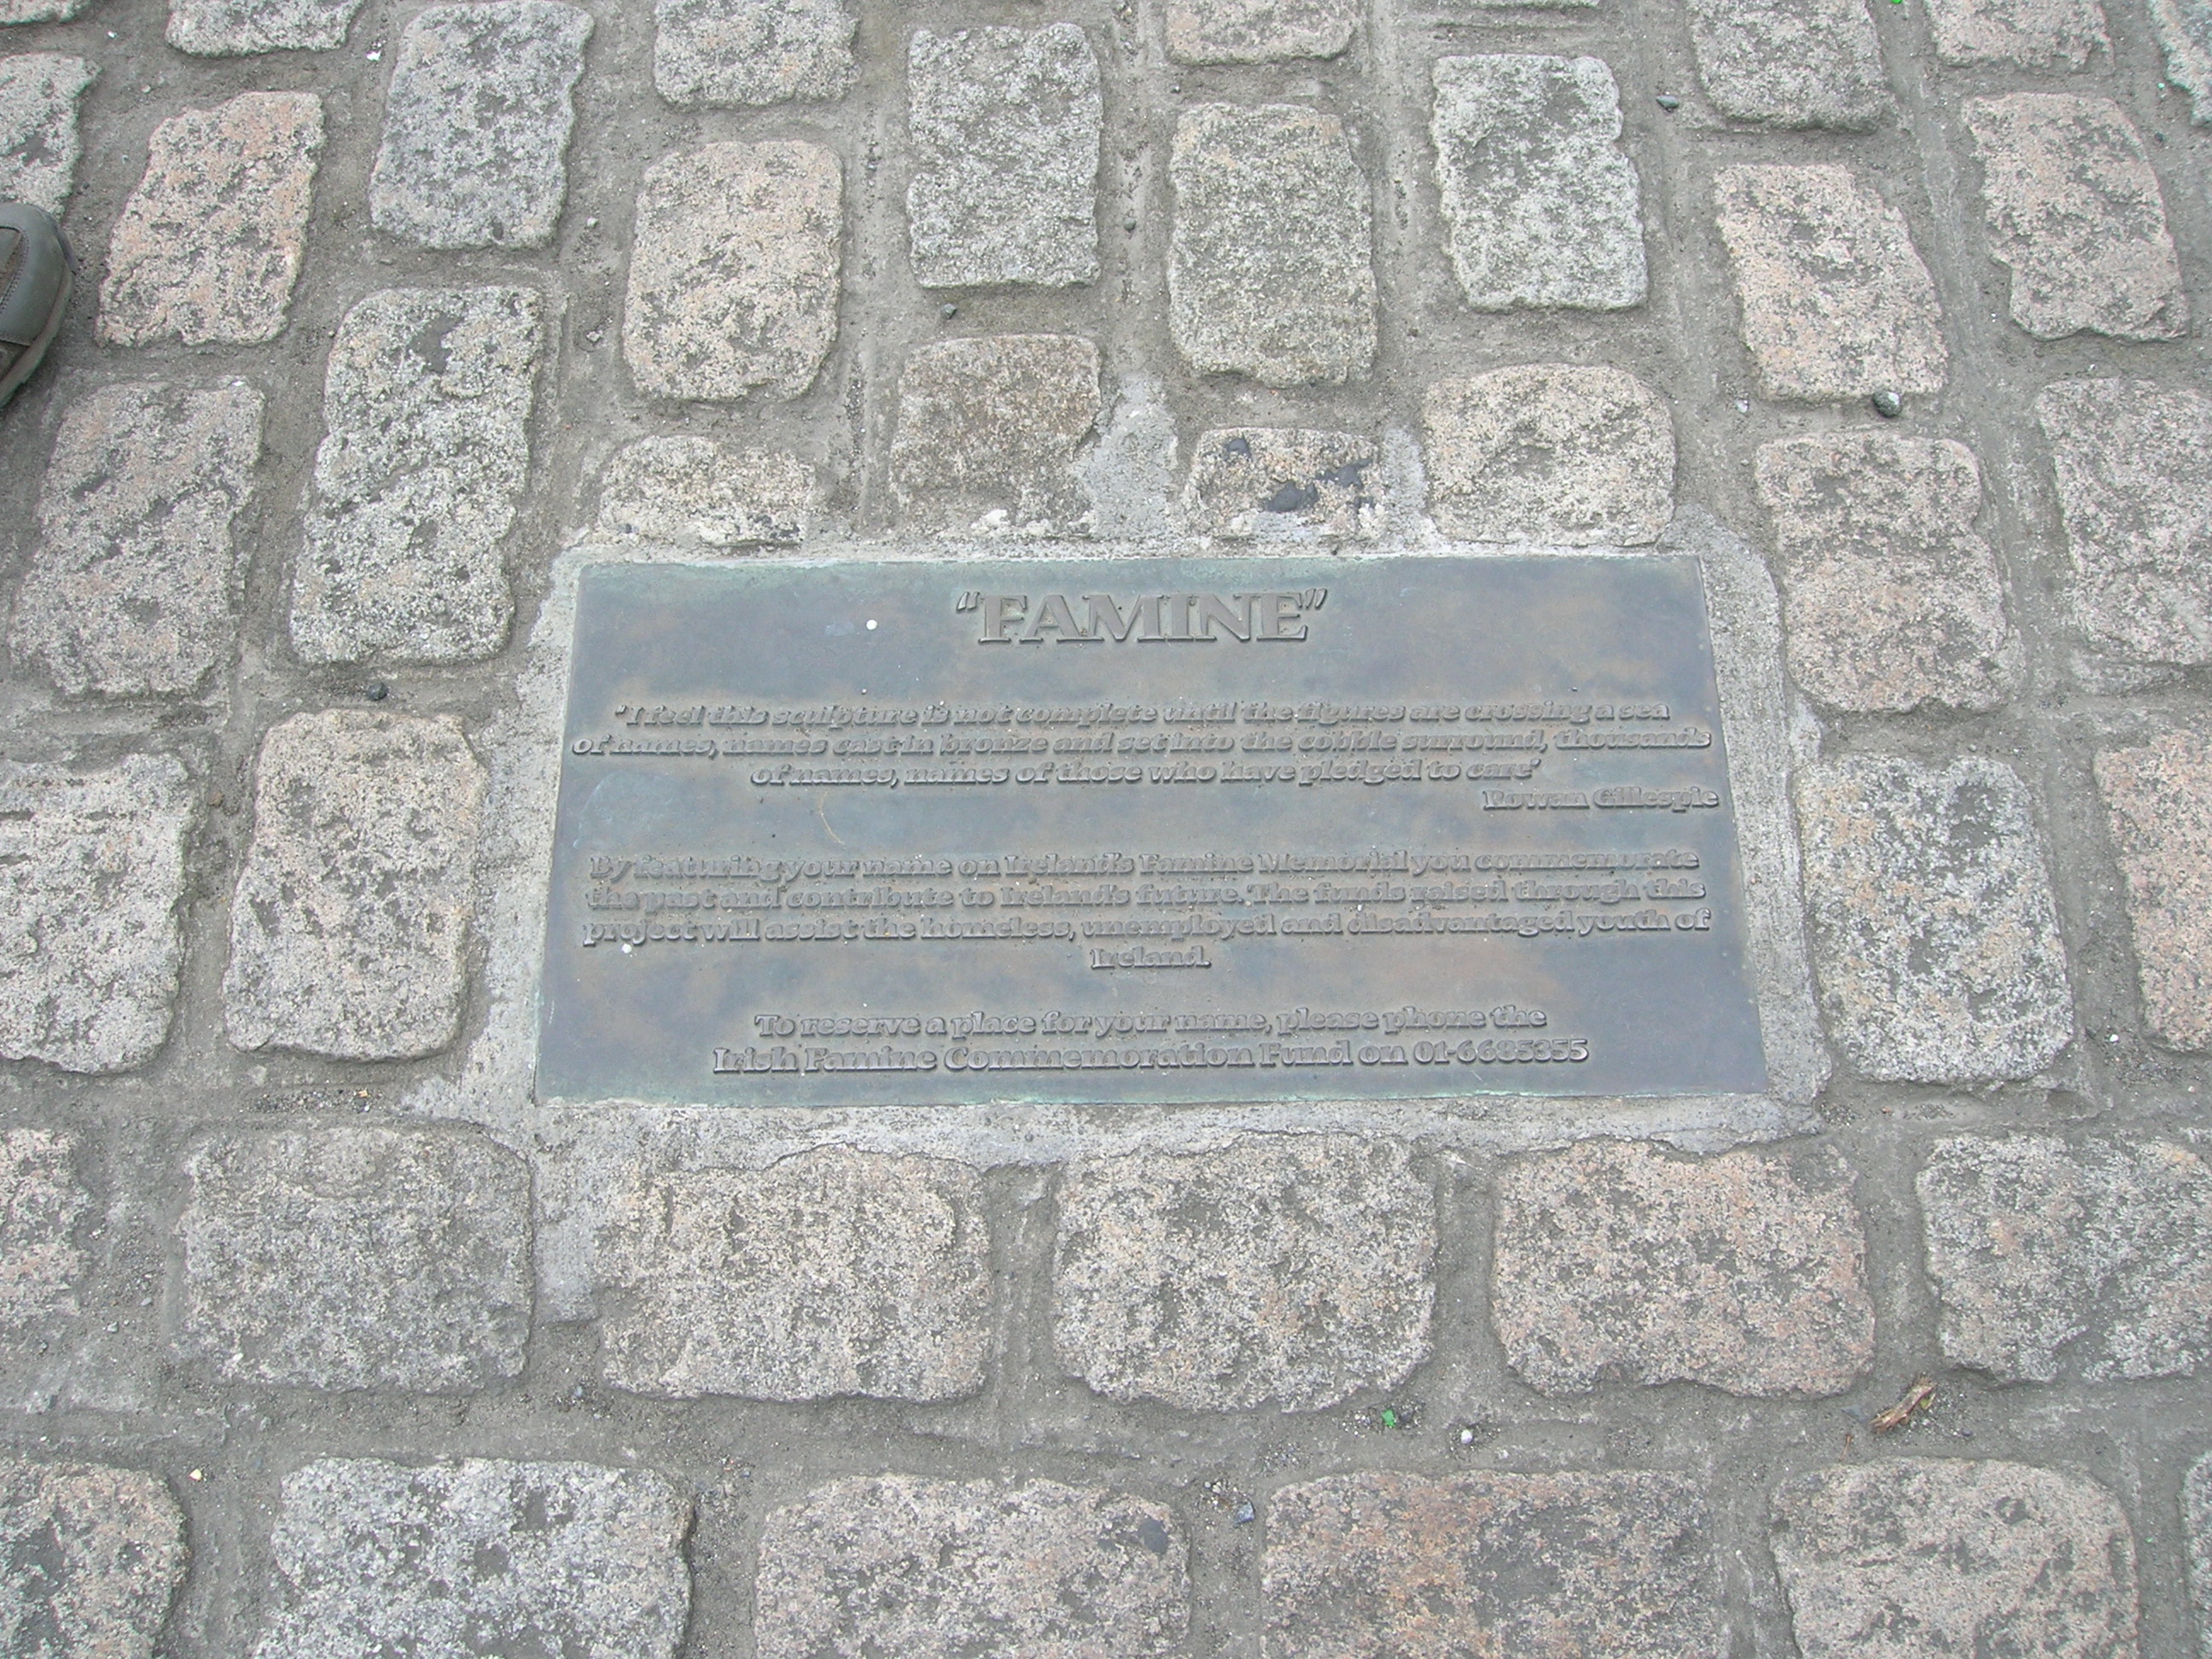 "FAMINE"
'I feel this sculpture is not complete until the figures are crossing a sea
of names, names cast in bronze and set into the cobble surround, thousands
of names, names of those who have pledged to care'
Rowan Gillespie
By featuring your name on Ireland's Famine Memorial you commemorate
the past and contribute to Ireland's future. The funds raised through this
project will assist the homeless, unemployed and disadvantaged youth of
Ireland.
To reserve a place for your name, please phone the
Irish Famine Commemoration Fund on 01-6685355